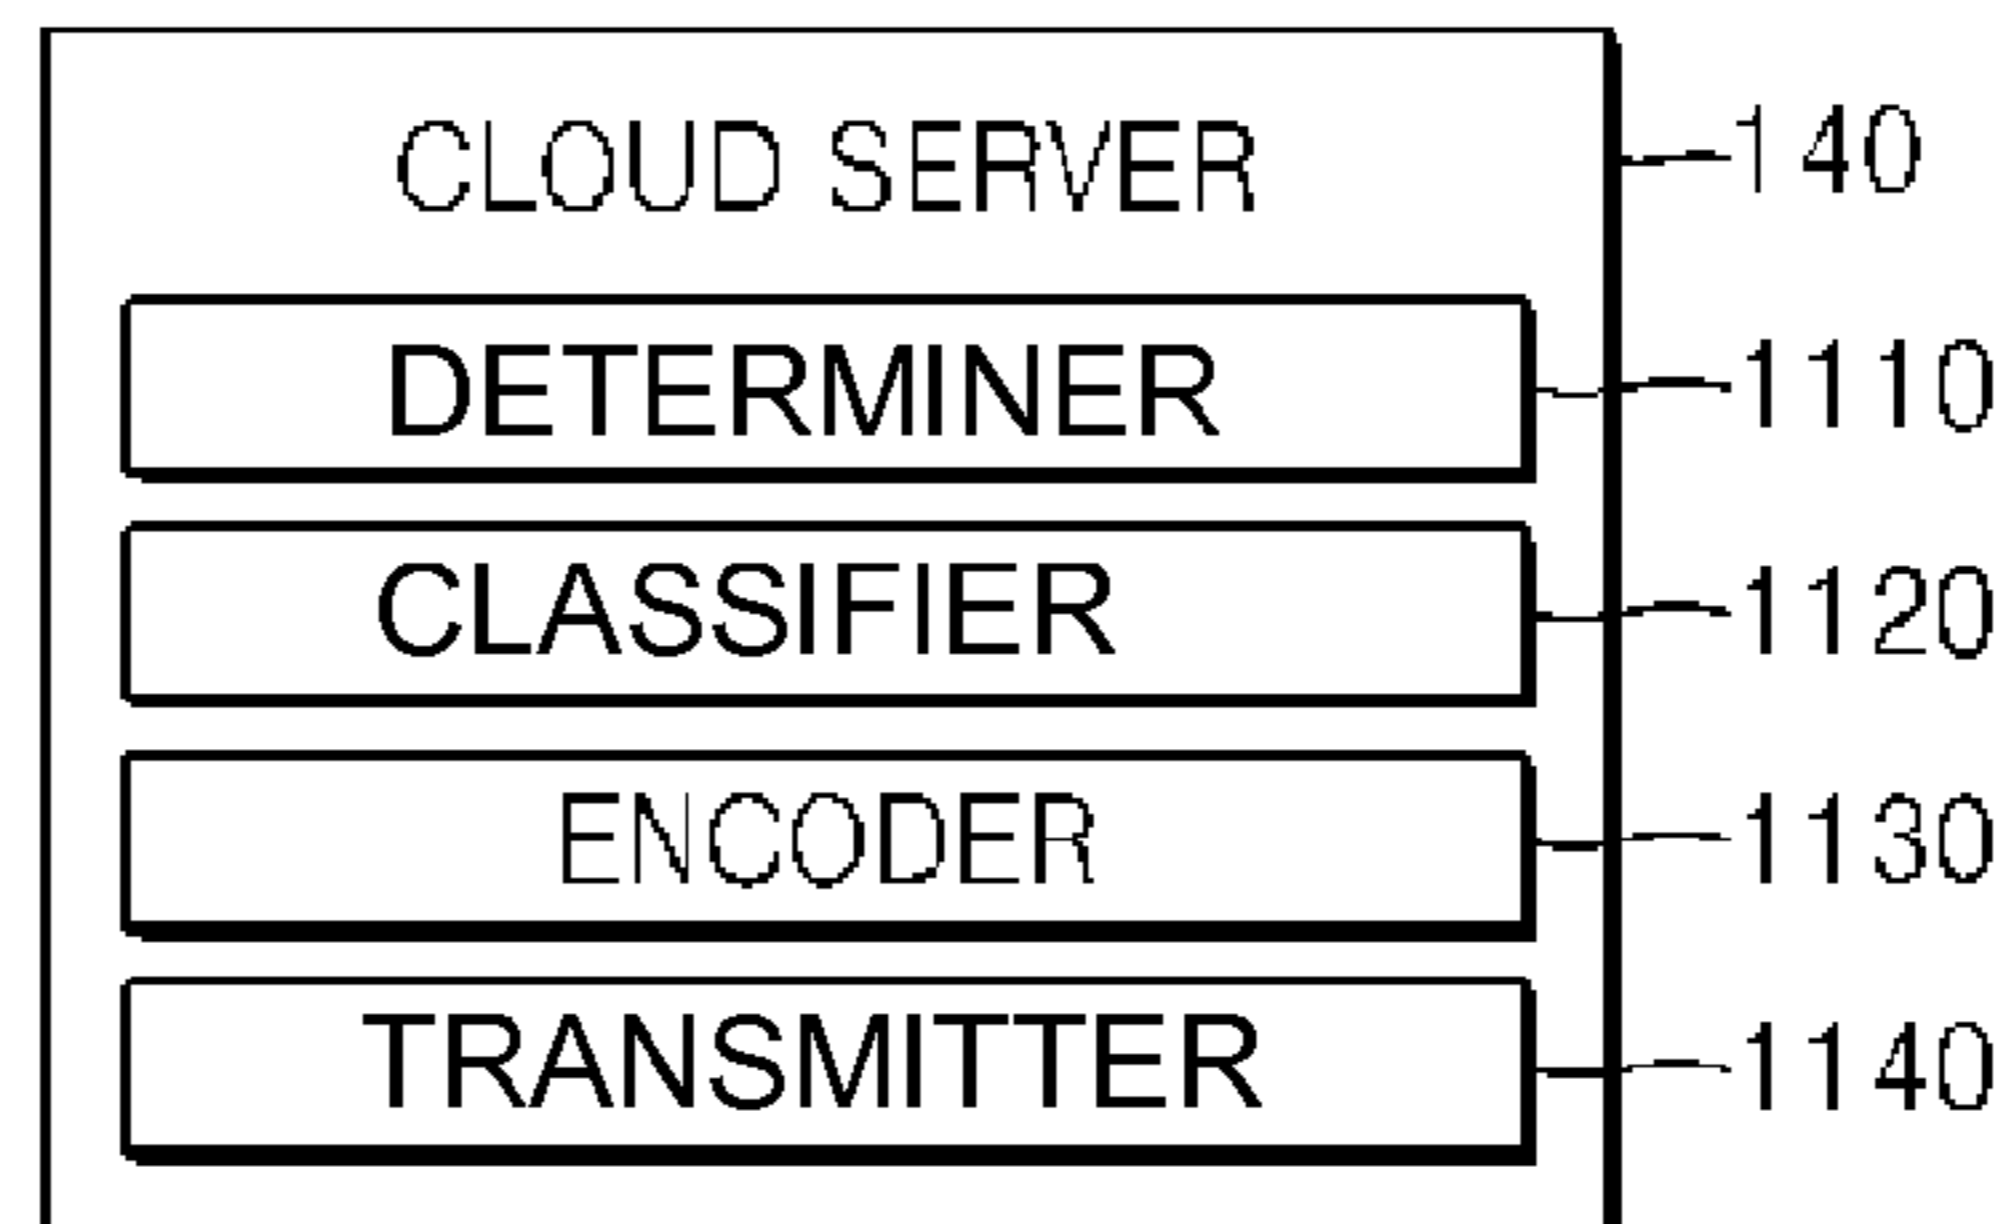 CLOUD SERVER 140
DETERMINER 1110
CLASSIFIER 1120
ENCODER 1130
TRANSMITTER 1140